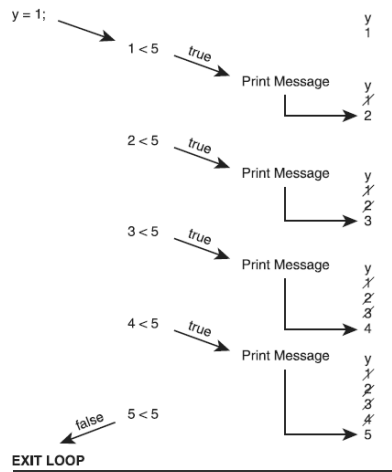 y = 1;
y
1
1 < 5
true
Print Message
y
1
2
2 < 5
true
Print Message
y
1
2
3
3 < 5
true
Print Message
y
1
2
3
4
4 < 5
true
Print Message
y
1
2
3
4
5
5 < 5
false
EXIT LOOP